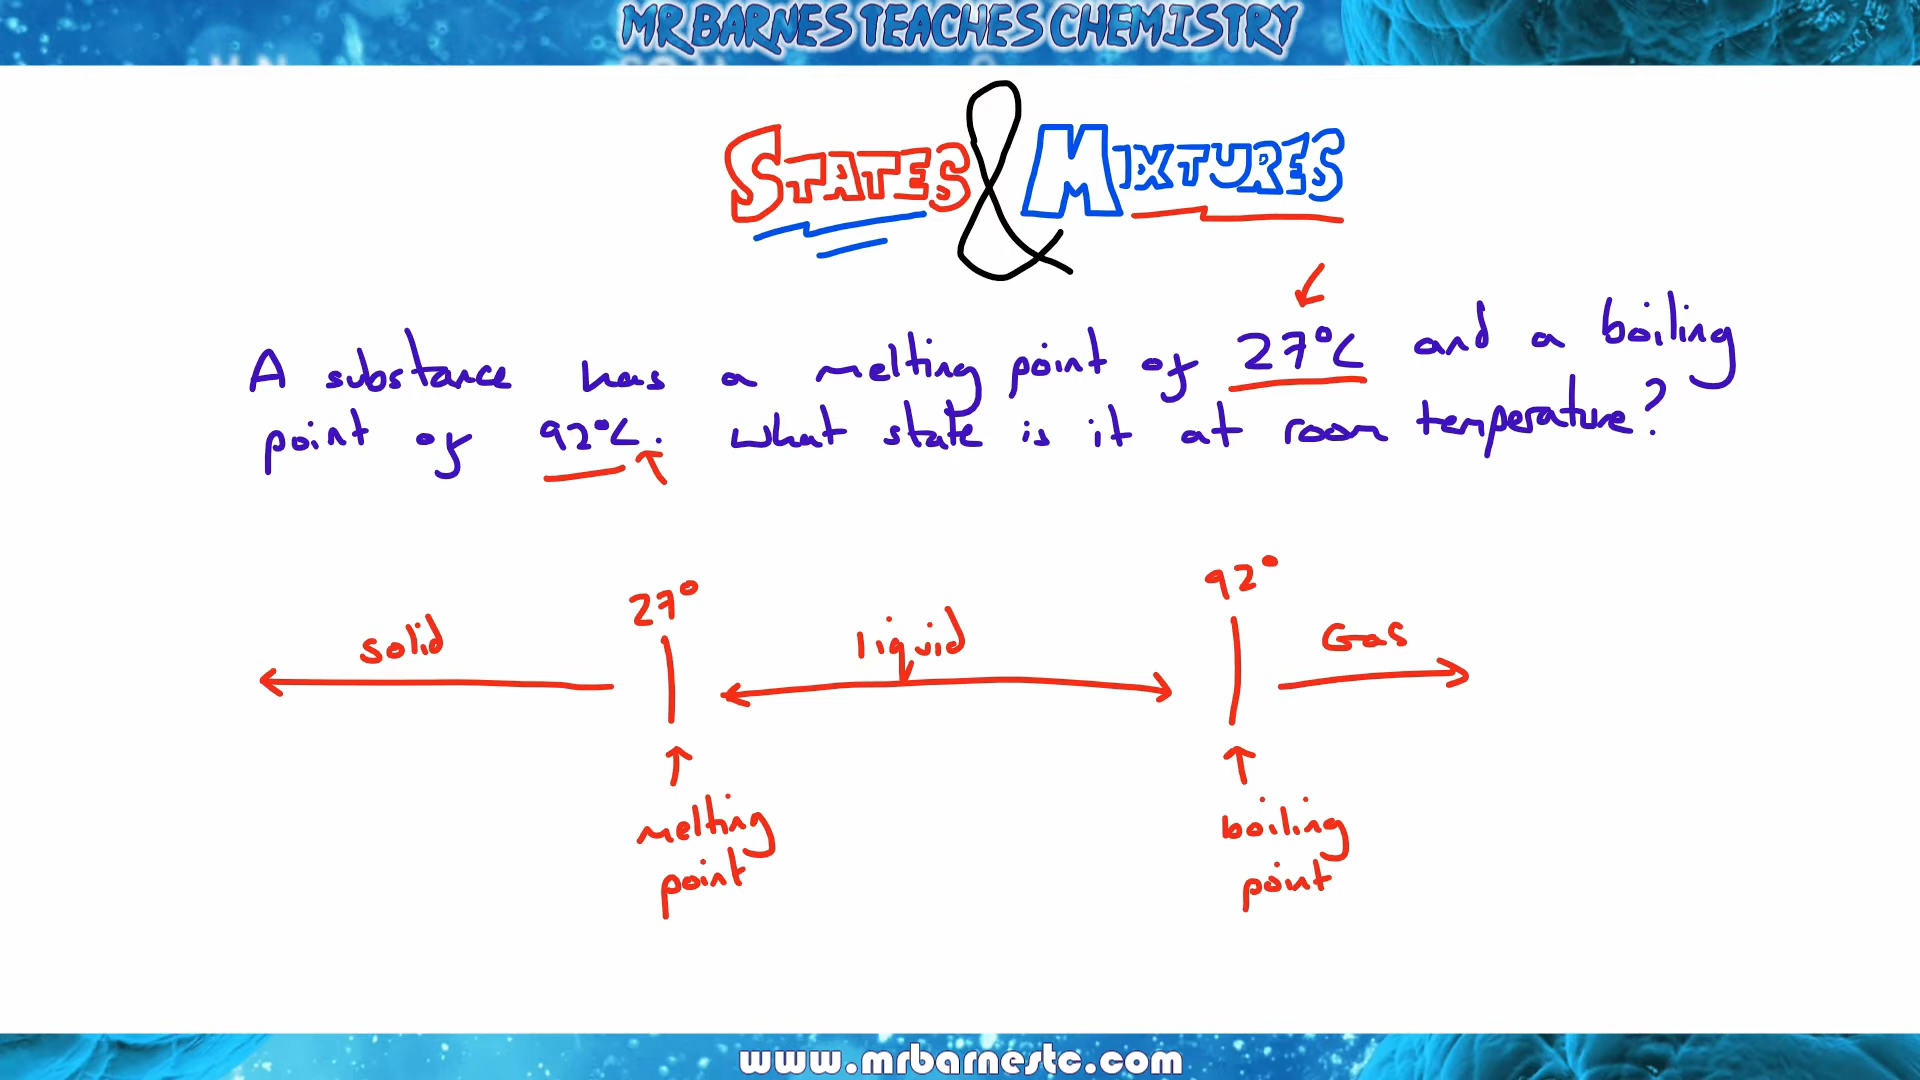 MR BARNES TEACHES CHEMISTRY
STATES & MIXTURES
A substance has a melting point of 27°C and a boiling
point of 92°C. What state is it at room temperature?
27°
92°
solid
liquid
Gas
melting
point
boiling
point
www.mrbarnestc.com